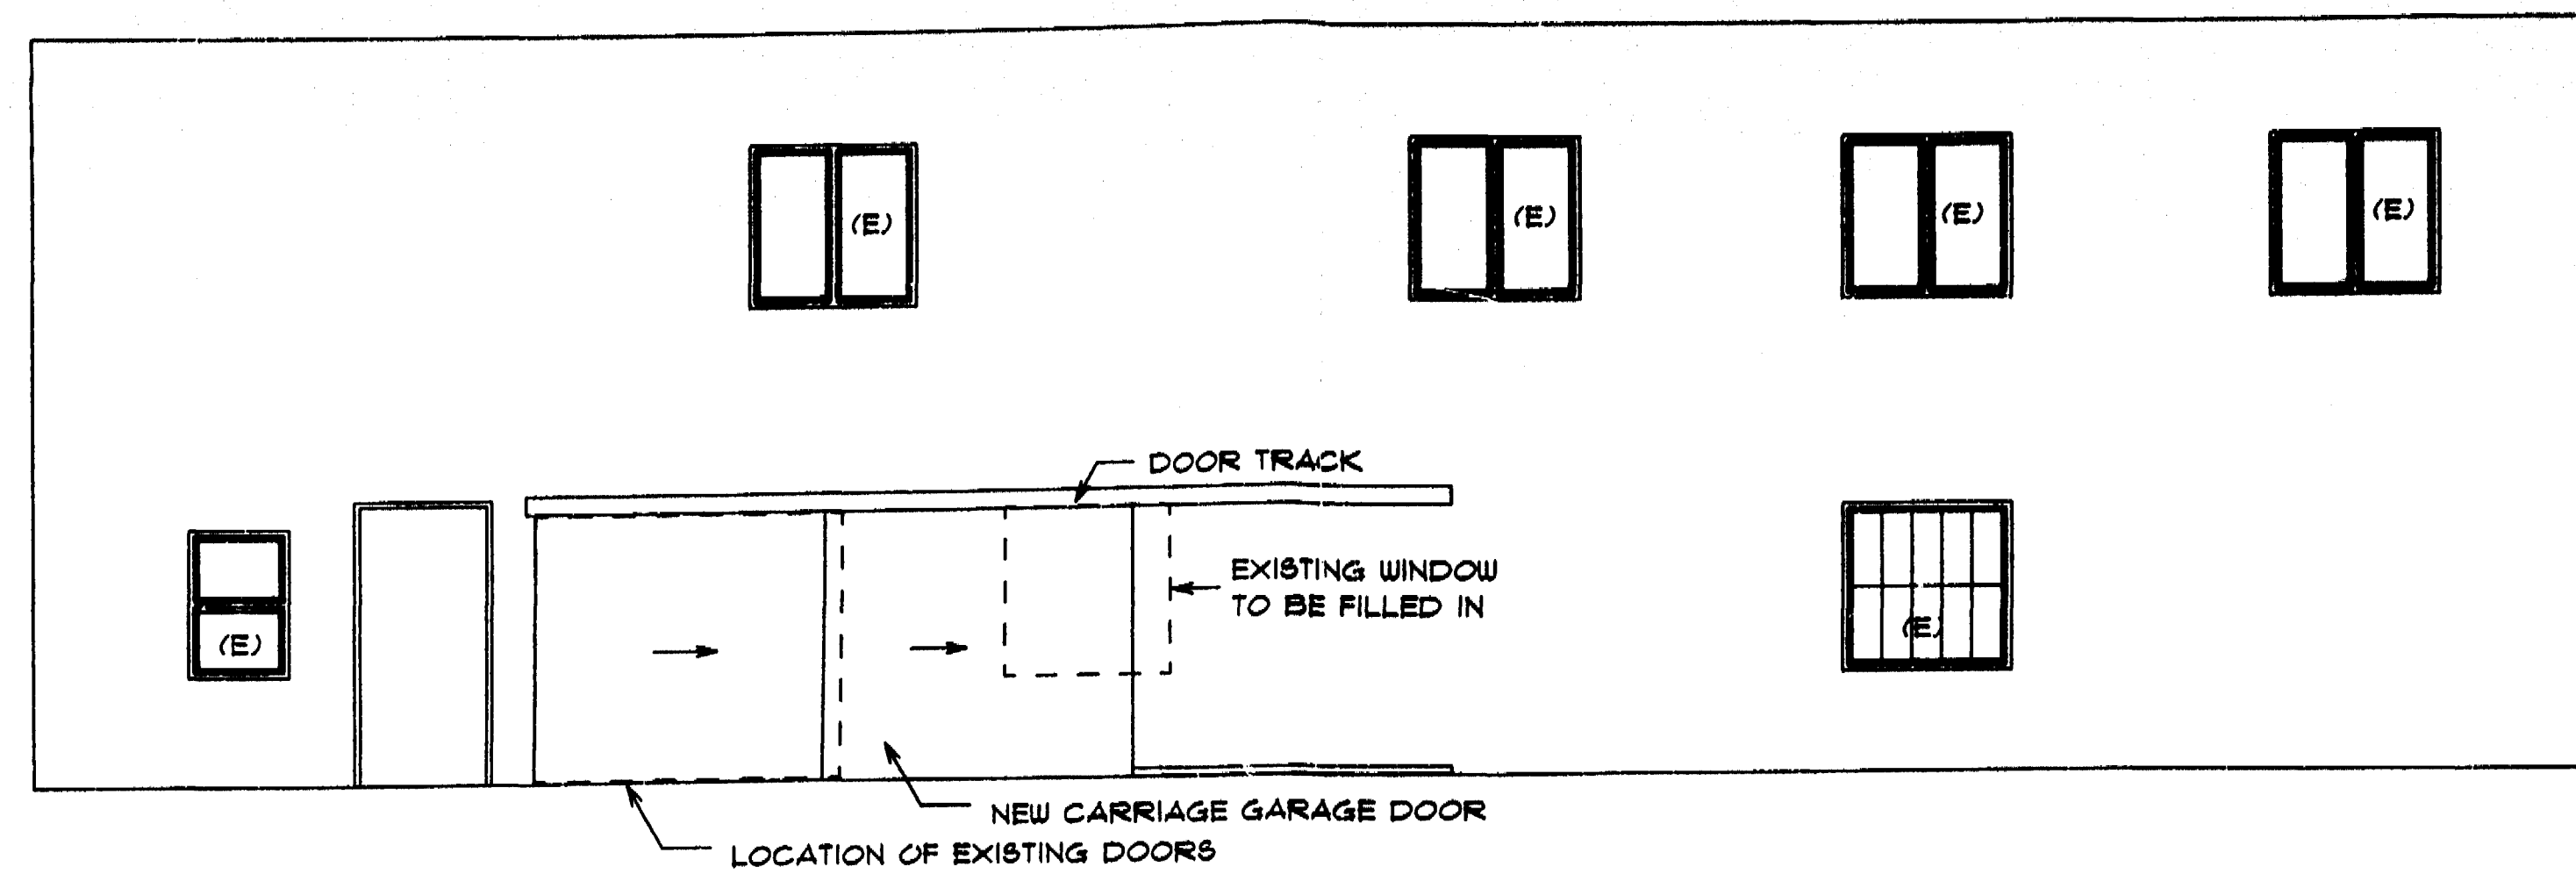 (E)
(E)
(E)
(E)
DOOR TRACK
EXISTING WINDOW
TO BE FILLED IN
(E)
(E)
NEW CARRIAGE GARAGE DOOR
LOCATION OF EXISTING DOORS